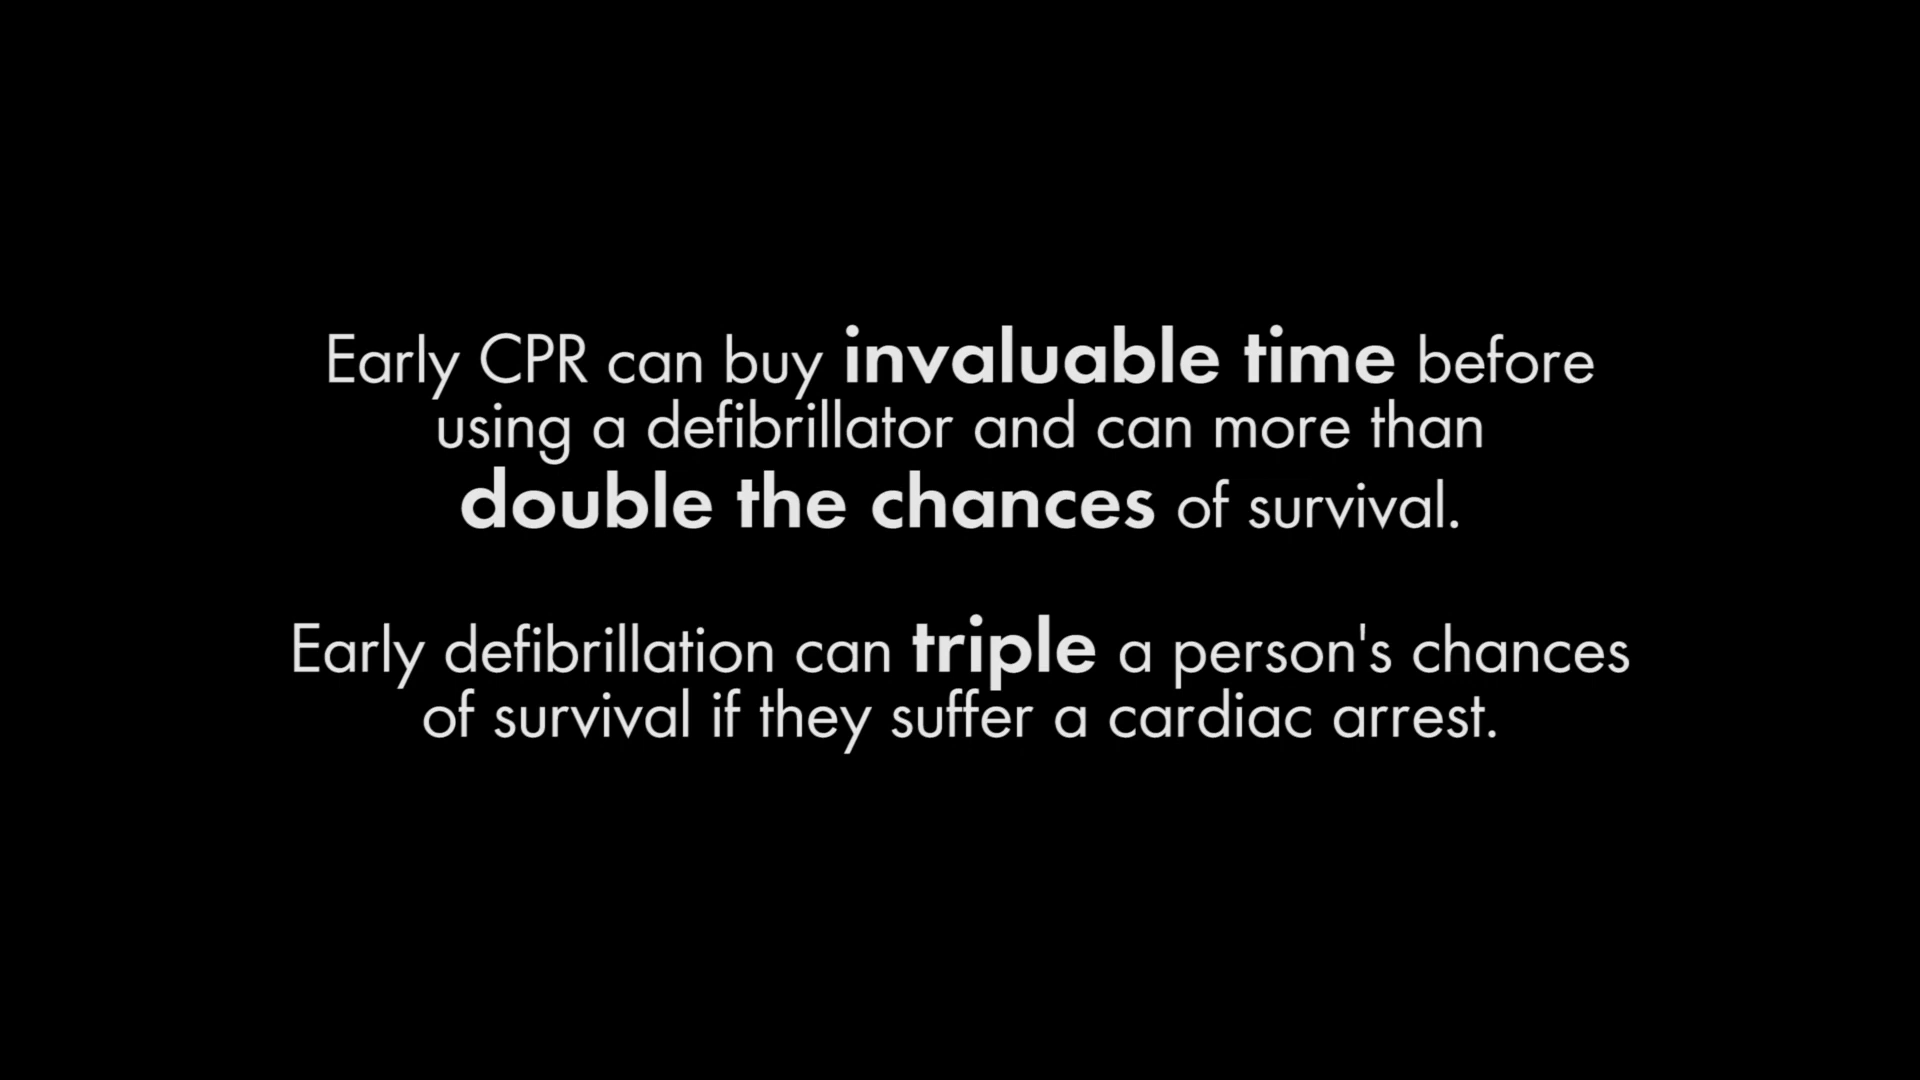 Early CPR can buy invaluable time before
using a defibrillator and can more than
double the chances of survival.
Early defibrillation can triple a person's chances
of survival if they suffer a cardiac arrest.